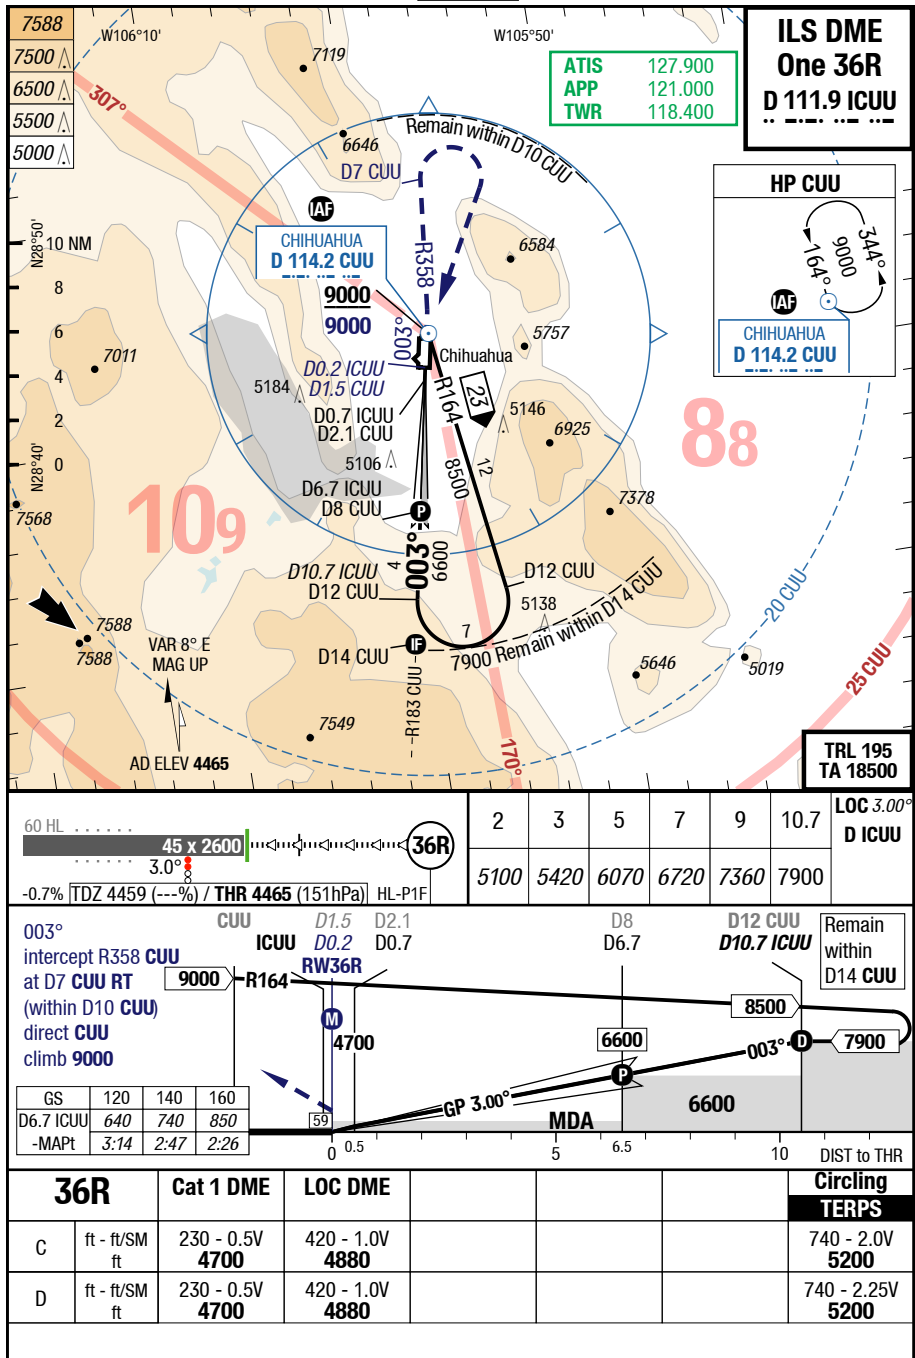 7588
7500
6500
5500
5000
W106°10'
W105°50'
ATIS 127.900
APP 121.000
TWR 118.400
ILS DME
One 36R
D 111.9 ICUU
7119
307°
6646
Remain within D10 CUU
D7 CUU
IAF
CHIHUAHUA
D 114.2 CUU
R358
6584
HP CUU
344°
9000
164°
IAF
CHIHUAHUA
D 114.2 CUU
N28°50'
10 NM
8
6
4
2
0
N28°40'
9000
9000
003°
5757
Chihuahua
7011
D0.2 ICUU
D1.5 CUU
5184
D0.7 ICUU
D2.1 CUU
R164
23
5146
6925
5106
12
8500
88
D6.7 ICUU
D8 CUU
P
7378
7568
109
003°
4
6600
D10.7 ICUU
D12 CUU
D12 CUU
5138
7588
7588
VAR 8° E
MAG UP
7
7900 Remain within D14 CUU
D14 CUU
IF
R183 CUU
5646
5019
20 CUU
25 CUU
7549
170°
AD ELEV 4465
TRL 195
TA 18500
60 HL
45 x 2600
36R
3.0°
-0.7% TDZ 4459 (---%) / THR 4465 (151hPa) HL-P1F
2 3 5 7 9 10.7 LOC 3.00°
D ICUU
5100 5420 6070 6720 7360 7900
003°
intercept R358 CUU
at D7 CUU RT
(within D10 CUU)
direct CUU
climb 9000
CUU D1.5 D2.1 D8 D12 CUU
ICUU D0.2 D0.7 D6.7 D10.7 ICUU
RW36R
Remain
within
D14 CUU
9000 R164
8500
M
4700
6600
003°
D
7900
P
GP 3.00°
6600
59
MDA
0 0.5 5 6.5 10 DIST to THR
GS 120 140 160
D6.7 ICUU 640 740 850
-MAPt 3:14 2:47 2:26
36R Cat 1 DME LOC DME Circling
TERPS
C ft - ft/SM 230 - 0.5V 420 - 1.0V 740 - 2.0V
ft 4700 4880 5200
D ft - ft/SM 230 - 0.5V 420 - 1.0V 740 - 2.25V
ft 4700 4880 5200